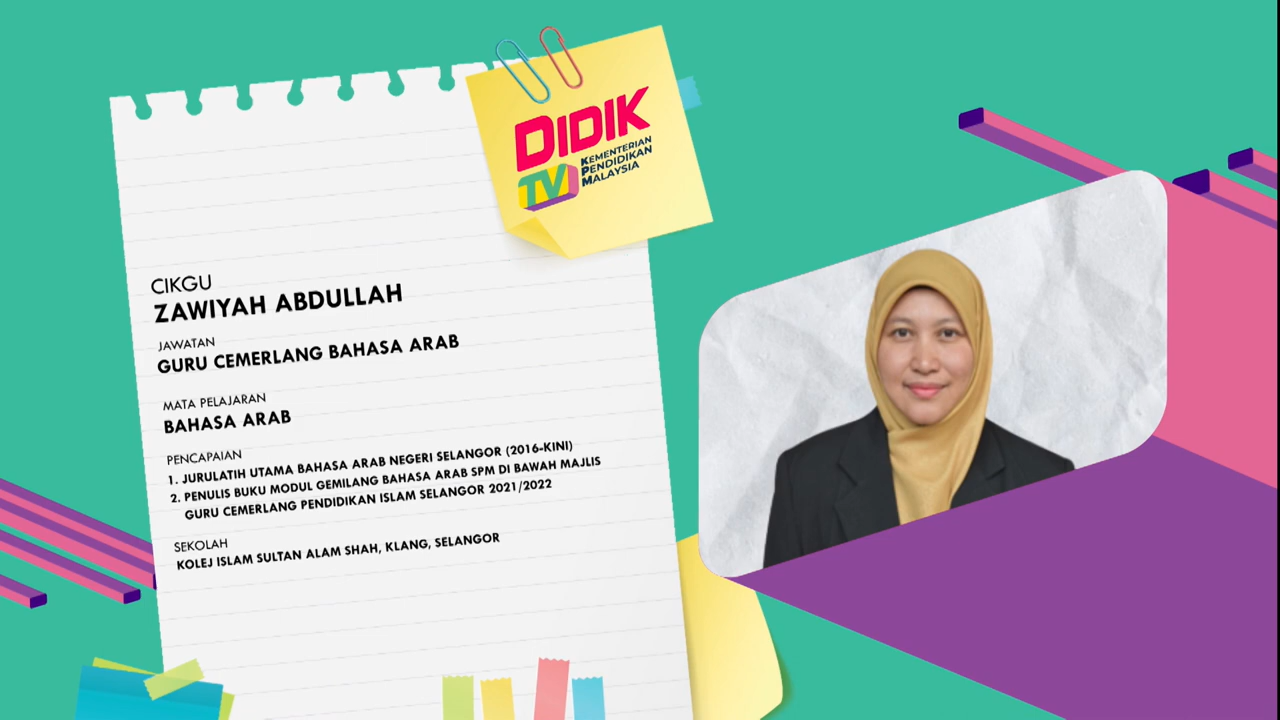 DIDIK
TV
KEMENTERIAN
PENDIDIKAN
MALAYSIA
CIKGU
ZAWIYAH ABDULLAH
JAWATAN
GURU CEMERLANG BAHASA ARAB
MATA PELAJARAN
BAHASA ARAB
PENCAPAIAN
1. JURULATIH UTAMA BAHASA ARAB NEGERI SELANGOR (2016-KINI)
2. PENULIS BUKU MODUL GEMILANG BAHASA ARAB SPM DI BAWAH MAJLIS
GURU CEMERLANG PENDIDIKAN ISLAM SELANGOR 2021/2022
SEKOLAH
KOLEJ ISLAM SULTAN ALAM SHAH, KLANG, SELANGOR